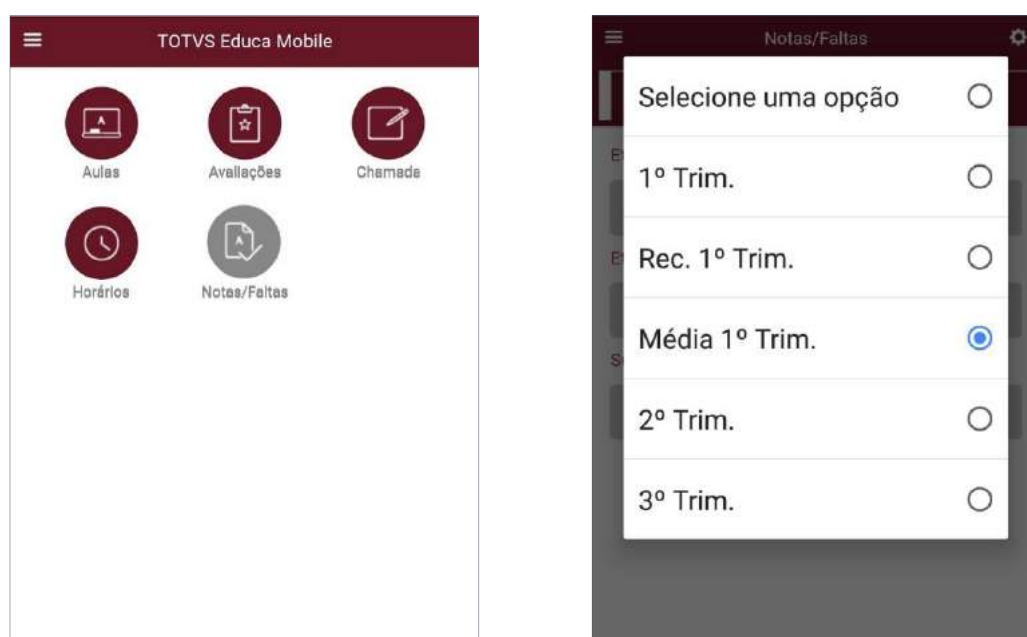 TOTVS Educa Mobile
Aulas
Avaliações
Chamada
Horários
Notas/Faltas
Notas/Faltas
Selecione uma opção
1º Trim.
Rec. 1º Trim.
Média 1º Trim.
2º Trim.
3º Trim.